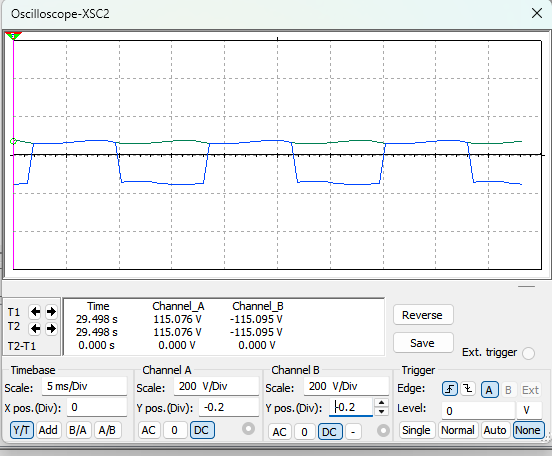 Oscilloscope-XSC2
T1
T2
T2-T1
Time Channel_A Channel_B
29.498 s 115.076 V -115.095 V
29.498 s 115.076 V -115.095 V
0.000 s 0.000 V 0.000 V
Reverse
Save
Ext. trigger
Timebase
Scale: 5 ms/Div
X pos.(Div): 0
Y/T Add B/A A/B
Channel A
Scale: 200 V/Div
Y pos.(Div): -0.2
AC 0 DC
Channel B
Scale: 200 V/Div
Y pos.(Div): -0.2
AC 0 DC -
Trigger
Edge: A B Ext
Level: 0 V
Single Normal Auto None